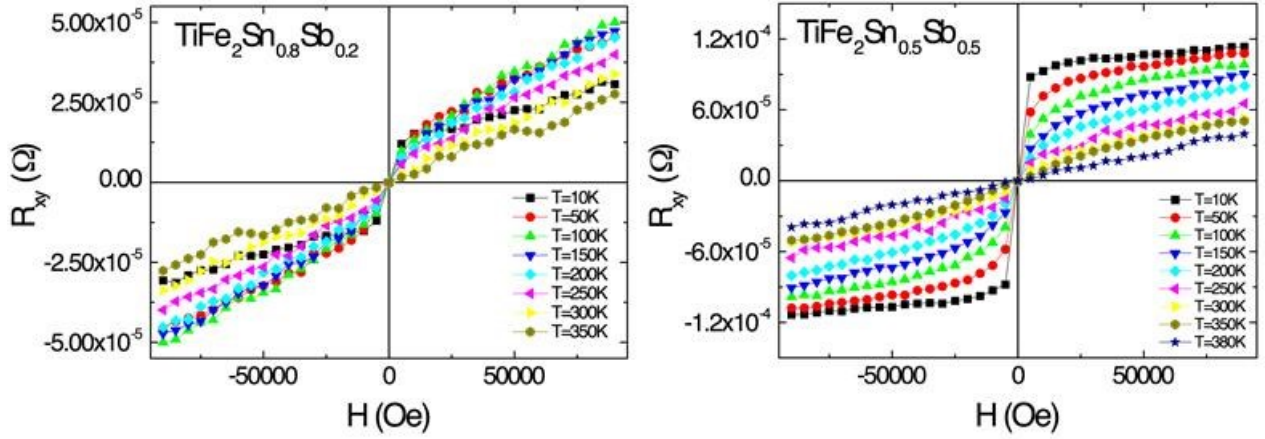 TiFe₂Sn₀.₈Sb₀.₂
5.00x10⁻⁵
2.50x10⁻⁵
0.00
-2.50x10⁻⁵
-5.00x10⁻⁵
Rxy (Ω)
T=10K
T=50K
T=100K
T=150K
T=200K
T=250K
T=300K
T=350K
-50000
0
50000
H (Oe)
TiFe₂Sn₀.₅Sb₀.₅
1.2x10⁻⁴
6.0x10⁻⁵
0.0
-6.0x10⁻⁵
-1.2x10⁻⁴
Rxy (Ω)
T=10K
T=50K
T=100K
T=150K
T=200K
T=250K
T=300K
T=350K
T=380K
-50000
0
50000
H (Oe)